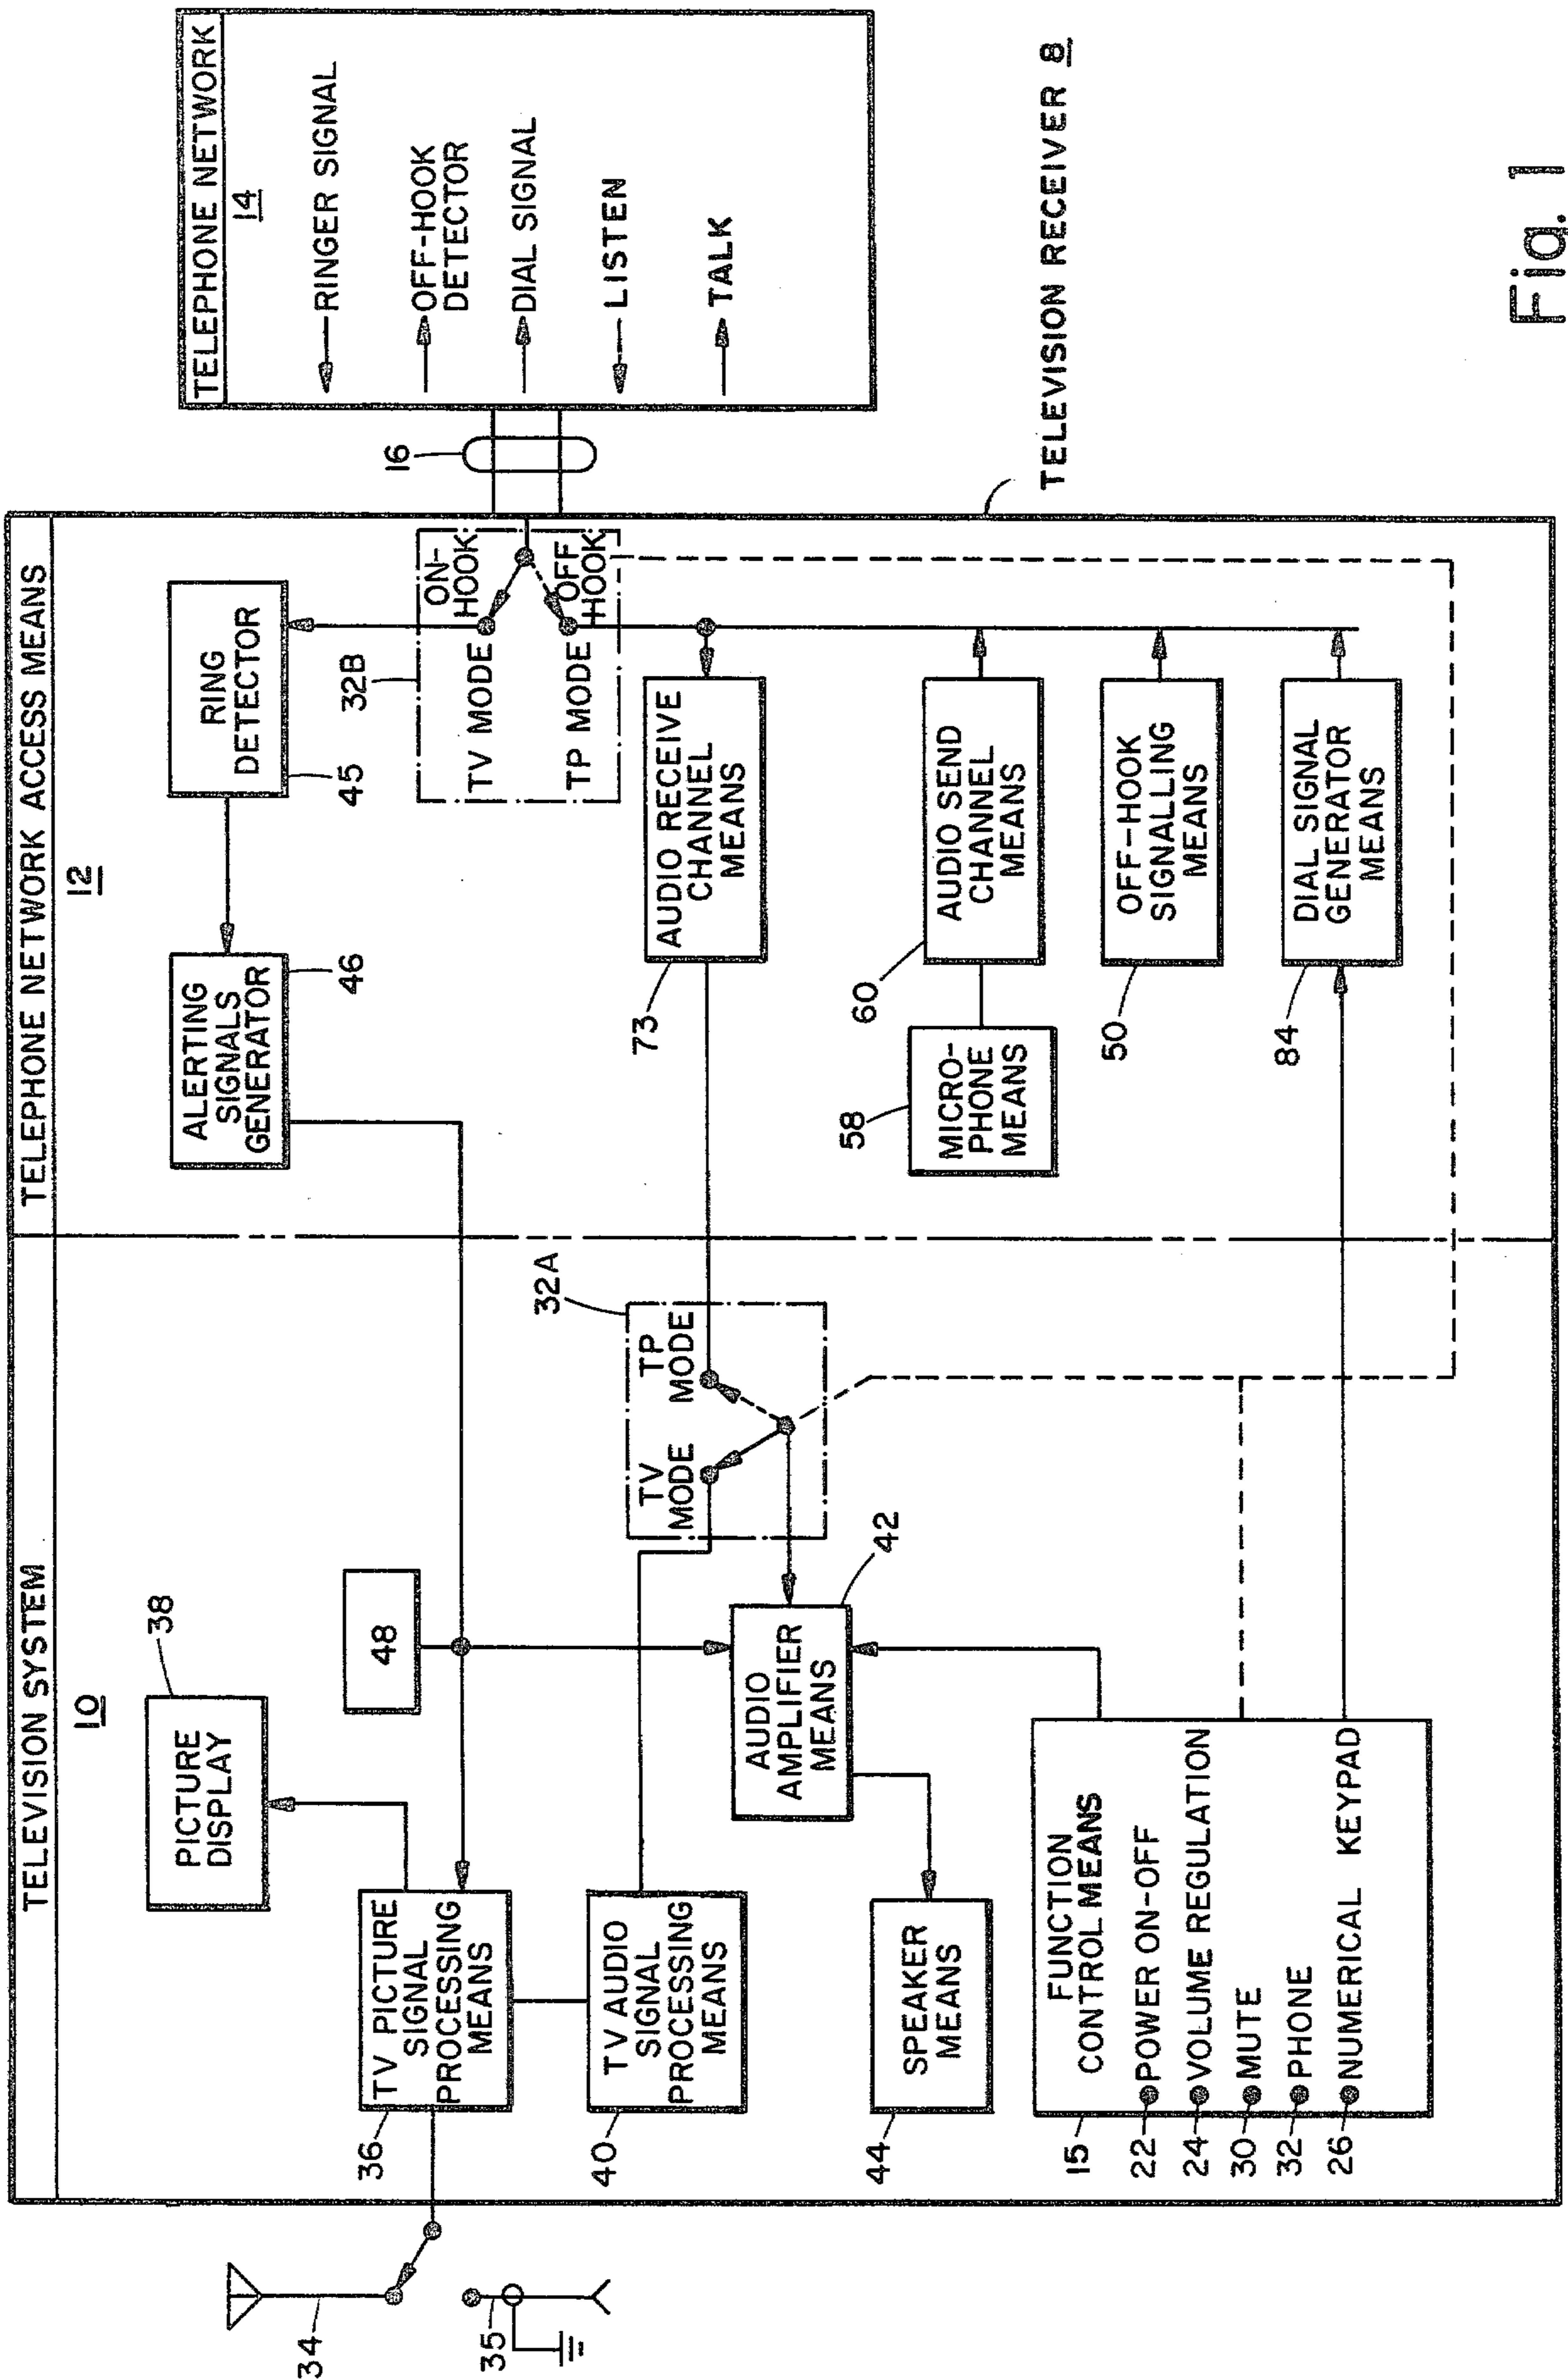 TELEVISION SYSTEM
10
TELEPHONE NETWORK ACCESS MEANS
12
TELEPHONE NETWORK
14
RINGER SIGNAL
OFF-HOOK
DETECTOR
DIAL SIGNAL
LISTEN
TALK
16
TELEVISION RECEIVER 8
34
35
PICTURE
DISPLAY
38
48
TV PICTURE
SIGNAL
PROCESSING
MEANS
36
TV AUDIO
SIGNAL
PROCESSING
MEANS
40
AUDIO
AMPLIFIER
MEANS
42
SPEAKER
MEANS
44
TV
MODE
TP
MODE
32A
FUNCTION
CONTROL MEANS
15
22 POWER ON-OFF
24 VOLUME REGULATION
30 MUTE
32 PHONE
26 NUMERICAL KEYPAD
ALERTING
SIGNALS
GENERATOR
46
RING
DETECTOR
45
32B
ON-
HOOK
TV MODE
OFF
HOOK
TP MODE
AUDIO RECEIVE
CHANNEL
MEANS
73
MICRO-
PHONE
MEANS
58
AUDIO SEND
CHANNEL
MEANS
60
OFF-HOOK
SIGNALLING
MEANS
50
DIAL SIGNAL
GENERATOR
MEANS
84
Fig. 1